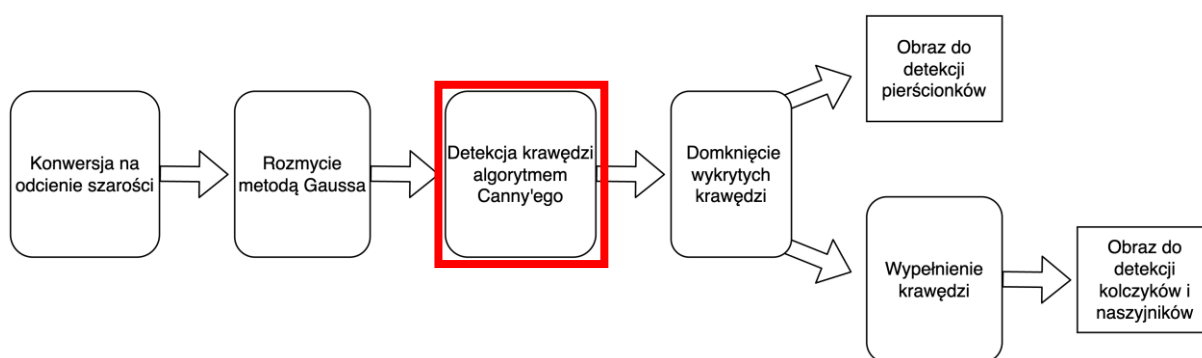 Konwersja na
odcienie szarości
Rozmycie
metodą Gaussa
Detekcja krawędzi
algorytmem
Canny'ego
Domknięcie
wykrytych
krawędzi
Obraz do
detekcji
pierścionków
Wypełnienie
krawędzi
Obraz do
detekcji
kolczyków i
naszyjników